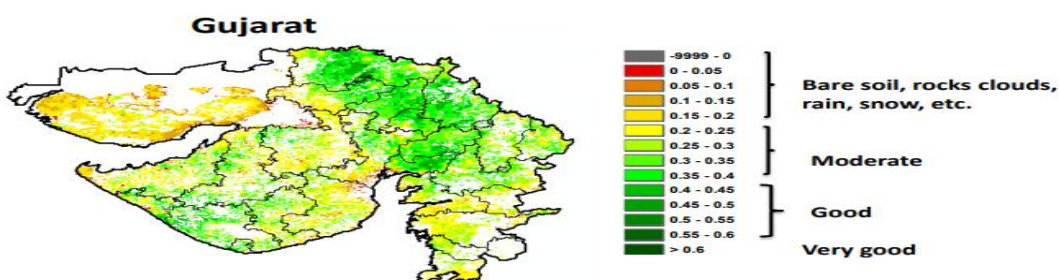 Gujarat
-9999 - 0
0 - 0.05
0.05 - 0.1
0.1 - 0.15
0.15 - 0.2
0.2 - 0.25
0.25 - 0.3
0.3 - 0.35
0.35 - 0.4
0.4 - 0.45
0.45 - 0.5
0.5 - 0.55
0.55 - 0.6
> 0.6
Bare soil, rocks clouds,
rain, snow, etc.
Moderate
Good
Very good